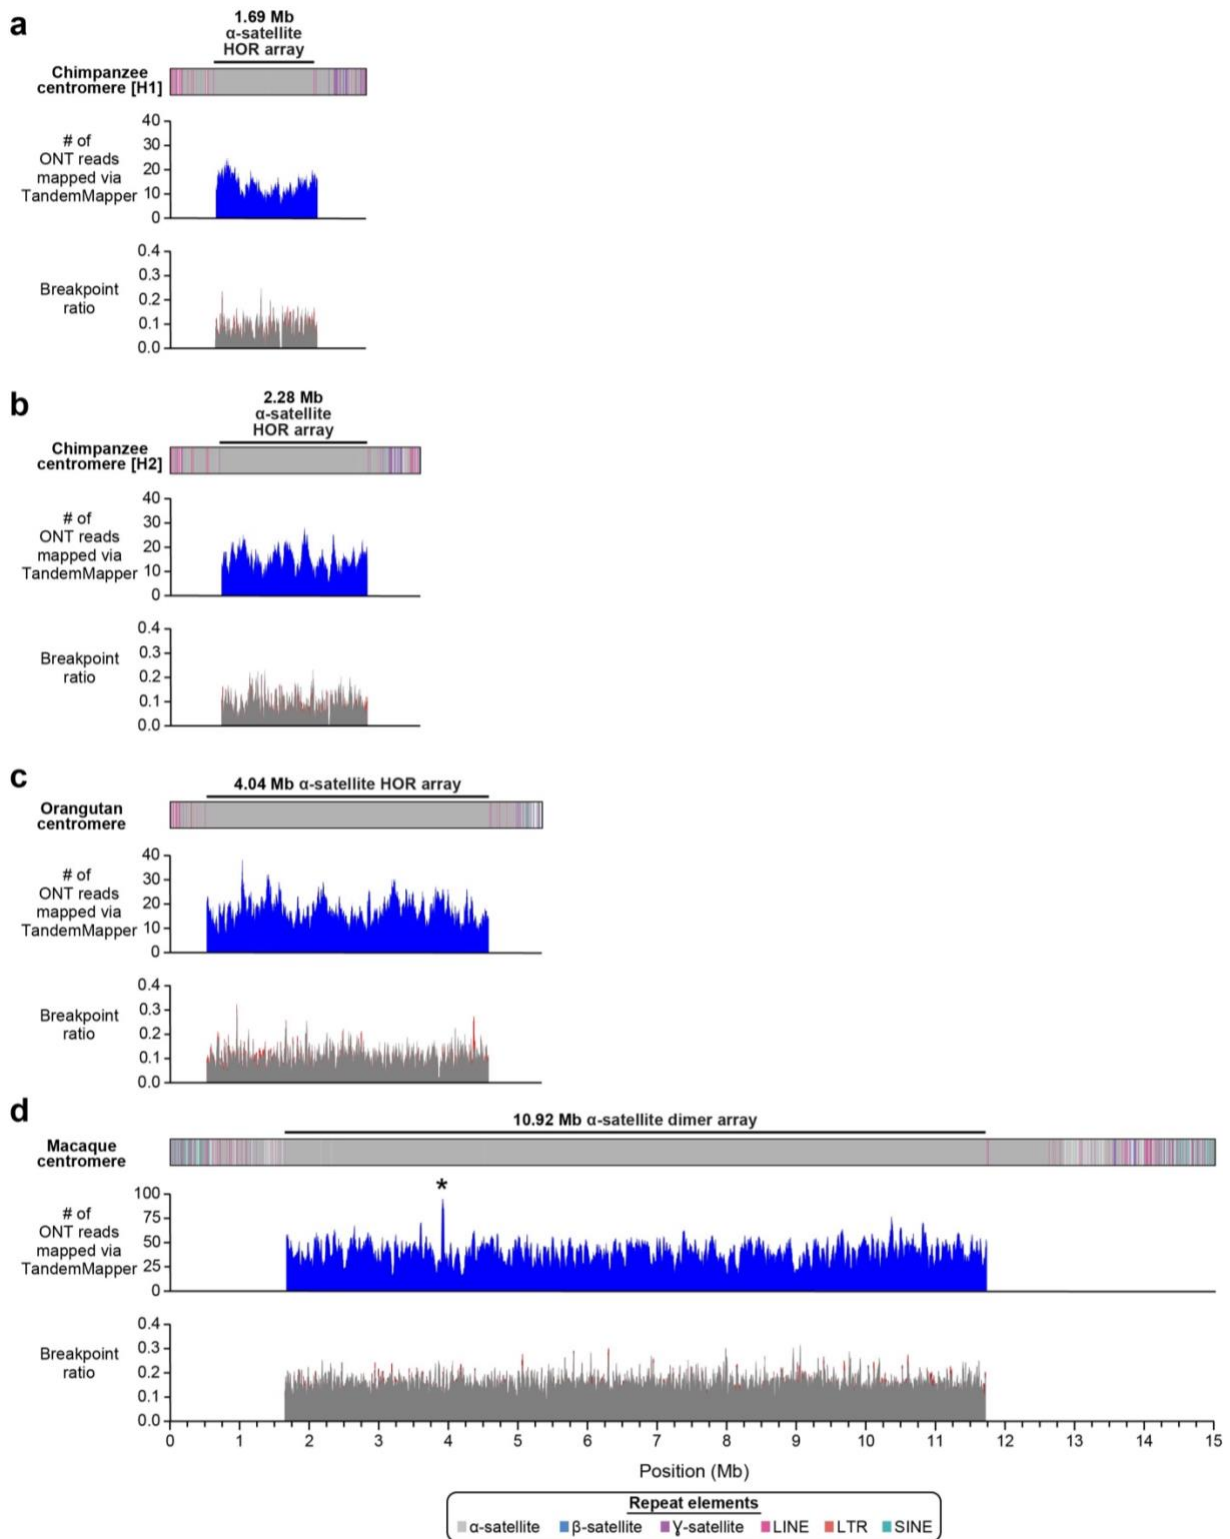 a
1.69 Mb
α-satellite
HOR array
Chimpanzee
centromere [H1]
# of
ONT reads
mapped via
TandemMapper
40
30
20
10
0
Breakpoint
ratio
0.4
0.3
0.2
0.1
0.0
b
2.28 Mb
α-satellite
HOR array
Chimpanzee
centromere [H2]
# of
ONT reads
mapped via
TandemMapper
40
30
20
10
0
Breakpoint
ratio
0.4
0.3
0.2
0.1
0.0
c
4.04 Mb α-satellite HOR array
Orangutan
centromere
# of
ONT reads
mapped via
TandemMapper
40
30
20
10
0
Breakpoint
ratio
0.4
0.3
0.2
0.1
0.0
d
10.92 Mb α-satellite dimer array
Macaque
centromere
*
# of
ONT reads
mapped via
TandemMapper
100
75
50
25
0
Breakpoint
ratio
0.4
0.3
0.2
0.1
0.0
0 1 2 3 4 5 6 7 8 9 10 11 12 13 14 15
Position (Mb)
Repeat elements
α-satellite β-satellite Ɣ-satellite LINE LTR SINE